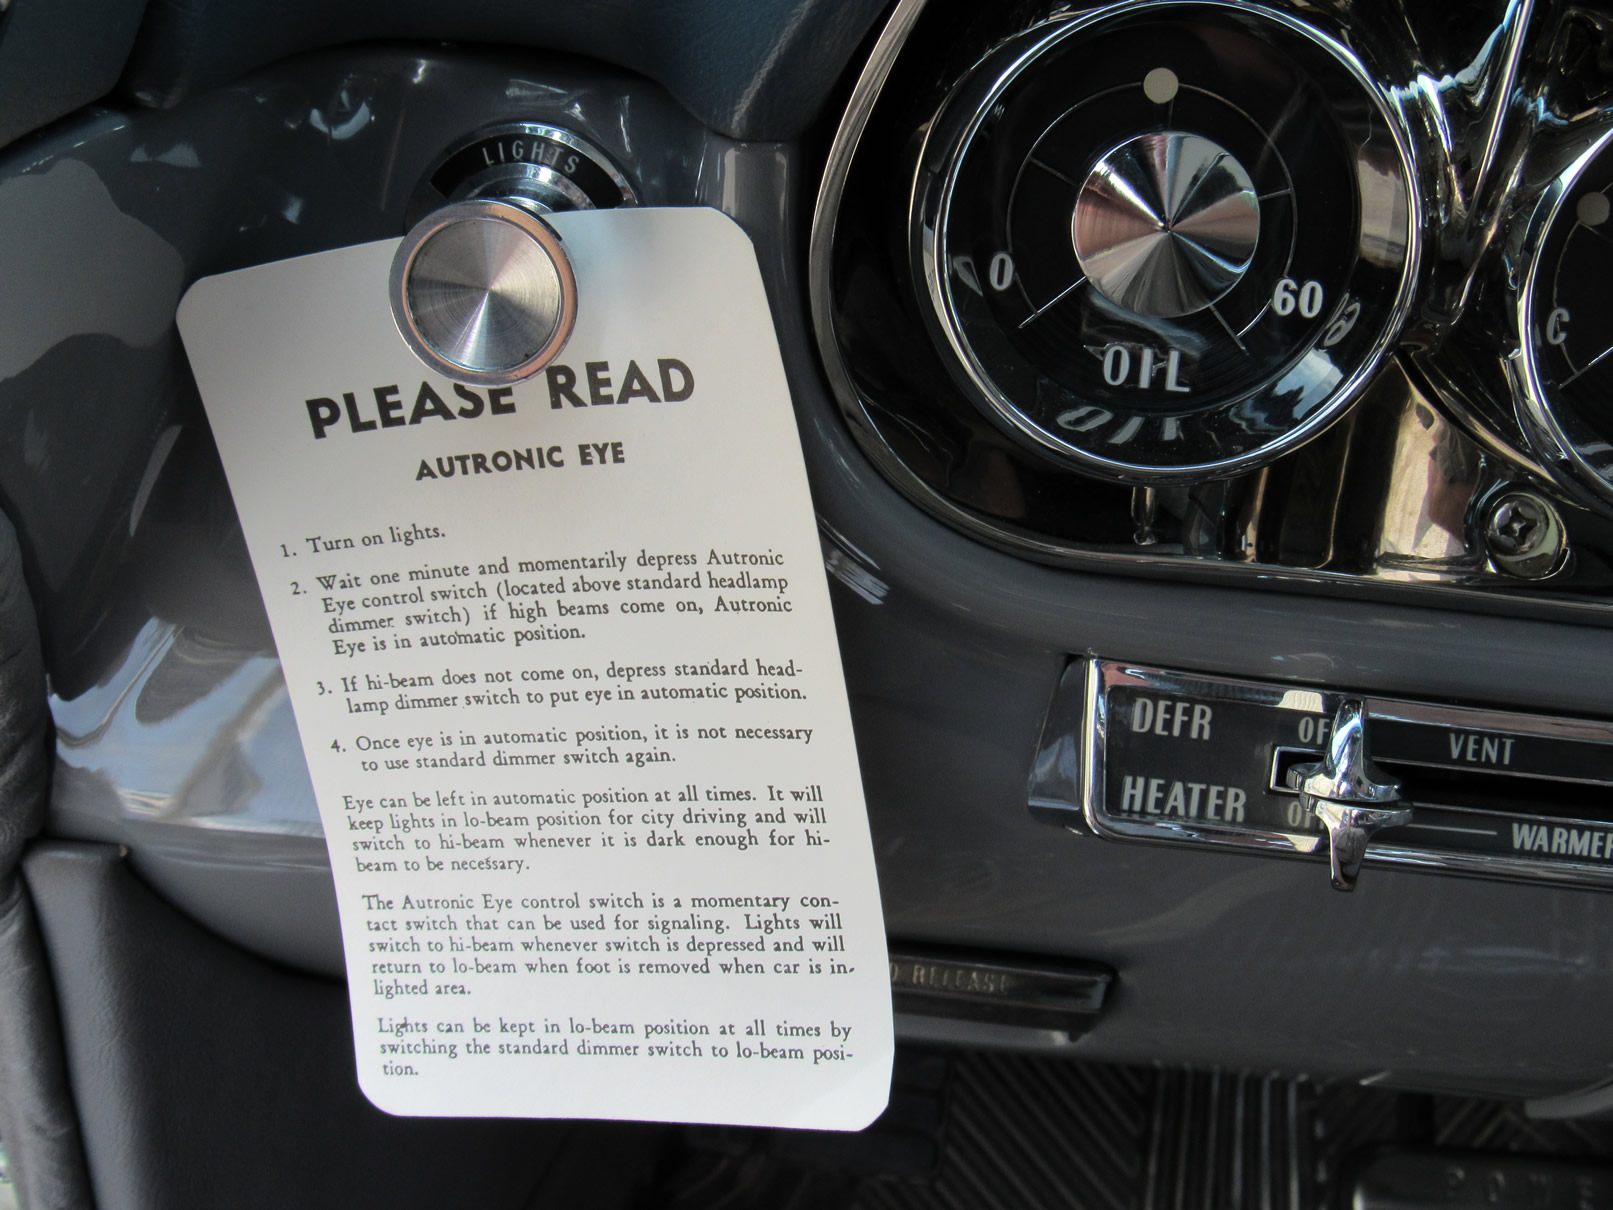 LIGHTS
PLEASE READ
AUTRONIC EYE
1. Turn on lights.
2. Wait one minute and momentarily depress Autronic
Eye control switch (located above standard headlamp
dimmer switch) if high beams come on, Autronic
Eye is in automatic position.
3. If hi-beam does not come on, depress standard head-
lamp dimmer switch to put eye in automatic position.
4. Once eye is in automatic position, it is not necessary
to use standard dimmer switch again.
Eye can be left in automatic position at all times. It will
keep lights in lo-beam position for city driving and will
switch to hi-beam whenever it is dark enough for hi-
beam to be necessary.
The Autronic Eye control switch is a momentary con-
tact switch that can be used for signaling. Lights will
switch to hi-beam whenever switch is depressed and will
return to lo-beam when foot is removed when car is in-
lighted area.
Lights can be kept in lo-beam position at all times by
switching the standard dimmer switch to lo-beam posi-
tion.
0 60
OIL
C
DEFR OF VENT
HEATER OF WARMER
RELEASE